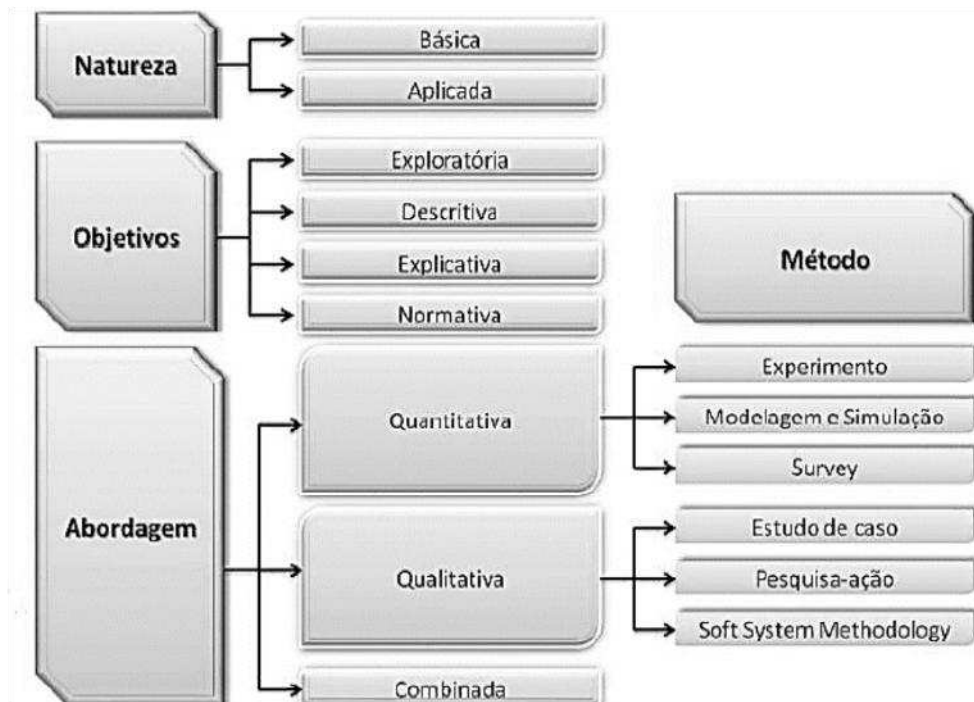 Natureza
Básica
Aplicada
Objetivos
Exploratória
Descritiva
Explicativa
Normativa
Método
Abordagem
Quantitativa
Experimento
Modelagem e Simulação
Survey
Qualitativa
Estudo de caso
Pesquisa-ação
Soft System Methodology
Combinada